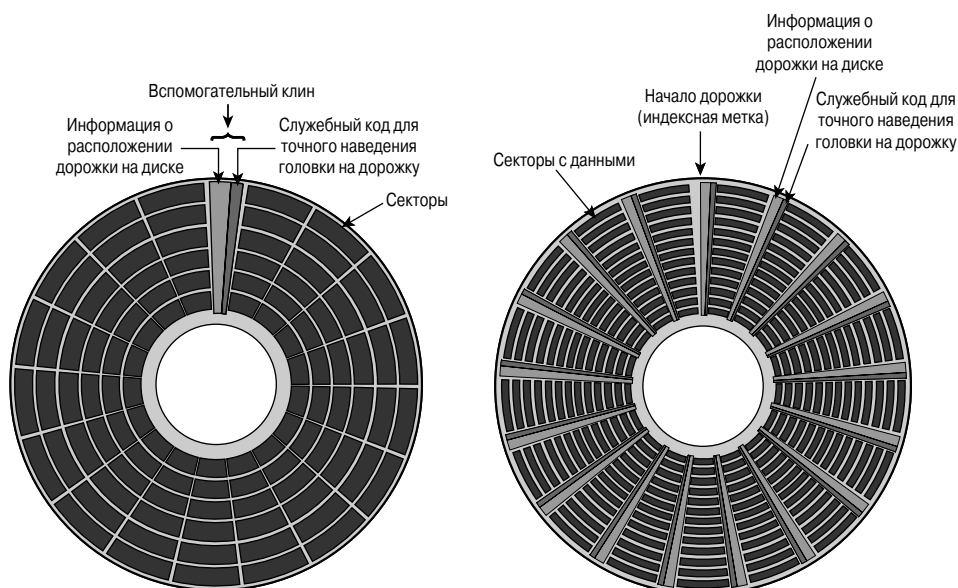 Вспомогательный клин
Информация о
расположении
дорожки на диске
Служебный код для
точного наведения
головки на дорожку
Секторы
Секторы с данными
Начало дорожки
(индексная метка)
Информация о
расположении
дорожки на диске
Служебный код для
точного наведения
головки на дорожку